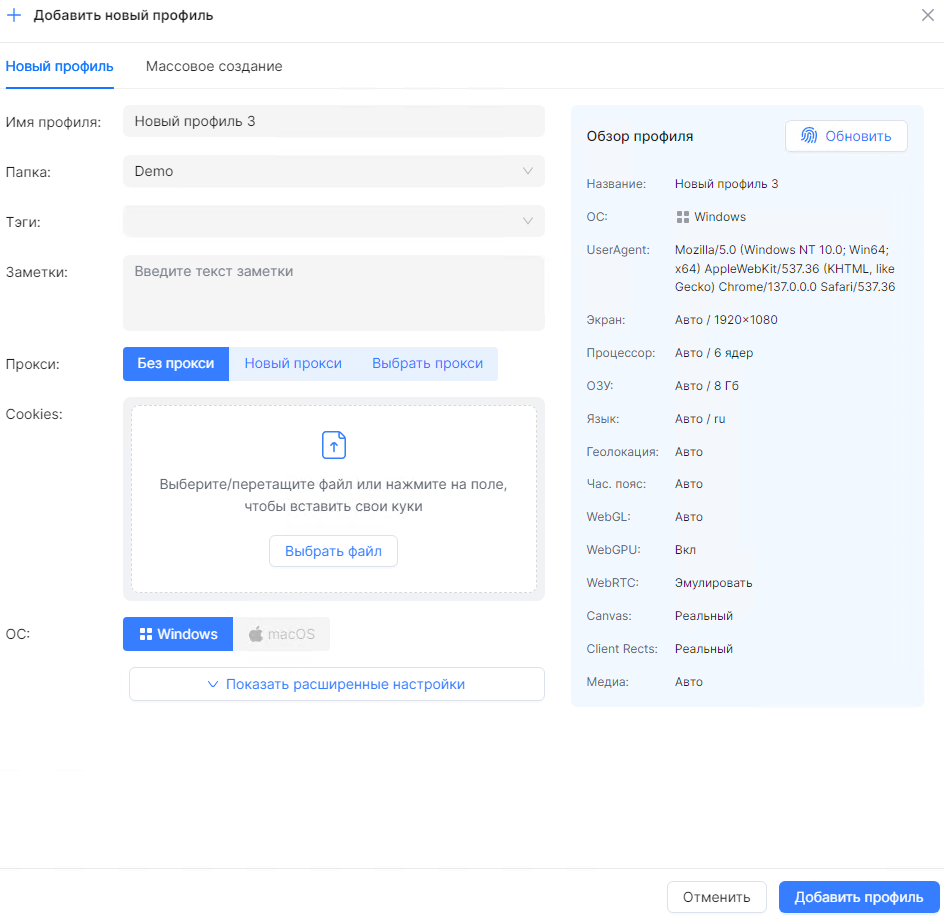 Добавить новый профиль
Новый профиль
Массовое создание
Имя профиля:
Новый профиль 3
Папка:
Demo
Тэги:
Заметки:
Введите текст заметки
Прокси:
Без прокси
Новый прокси
Выбрать прокси
Cookies:
Выберите/перетащите файл или нажмите на поле,
чтобы вставить свои куки
Выбрать файл
ОС:
Windows
macOS
Показать расширенные настройки
Обзор профиля
Обновить
Название:
Новый профиль 3
ОС:
Windows
UserAgent:
Mozilla/5.0 (Windows NT 10.0; Win64;
x64) AppleWebKit/537.36 (KHTML, like
Gecko) Chrome/137.0.0.0 Safari/537.36
Экран:
Авто / 1920×1080
Процессор:
Авто / 6 ядер
ОЗУ:
Авто / 8 Гб
Язык:
Авто / ru
Геолокация:
Авто
Час. пояс:
Авто
WebGL:
Авто
WebGPU:
Вкл
WebRTC:
Эмулировать
Canvas:
Реальный
Client Rects:
Реальный
Медиа:
Авто
Отменить
Добавить профиль